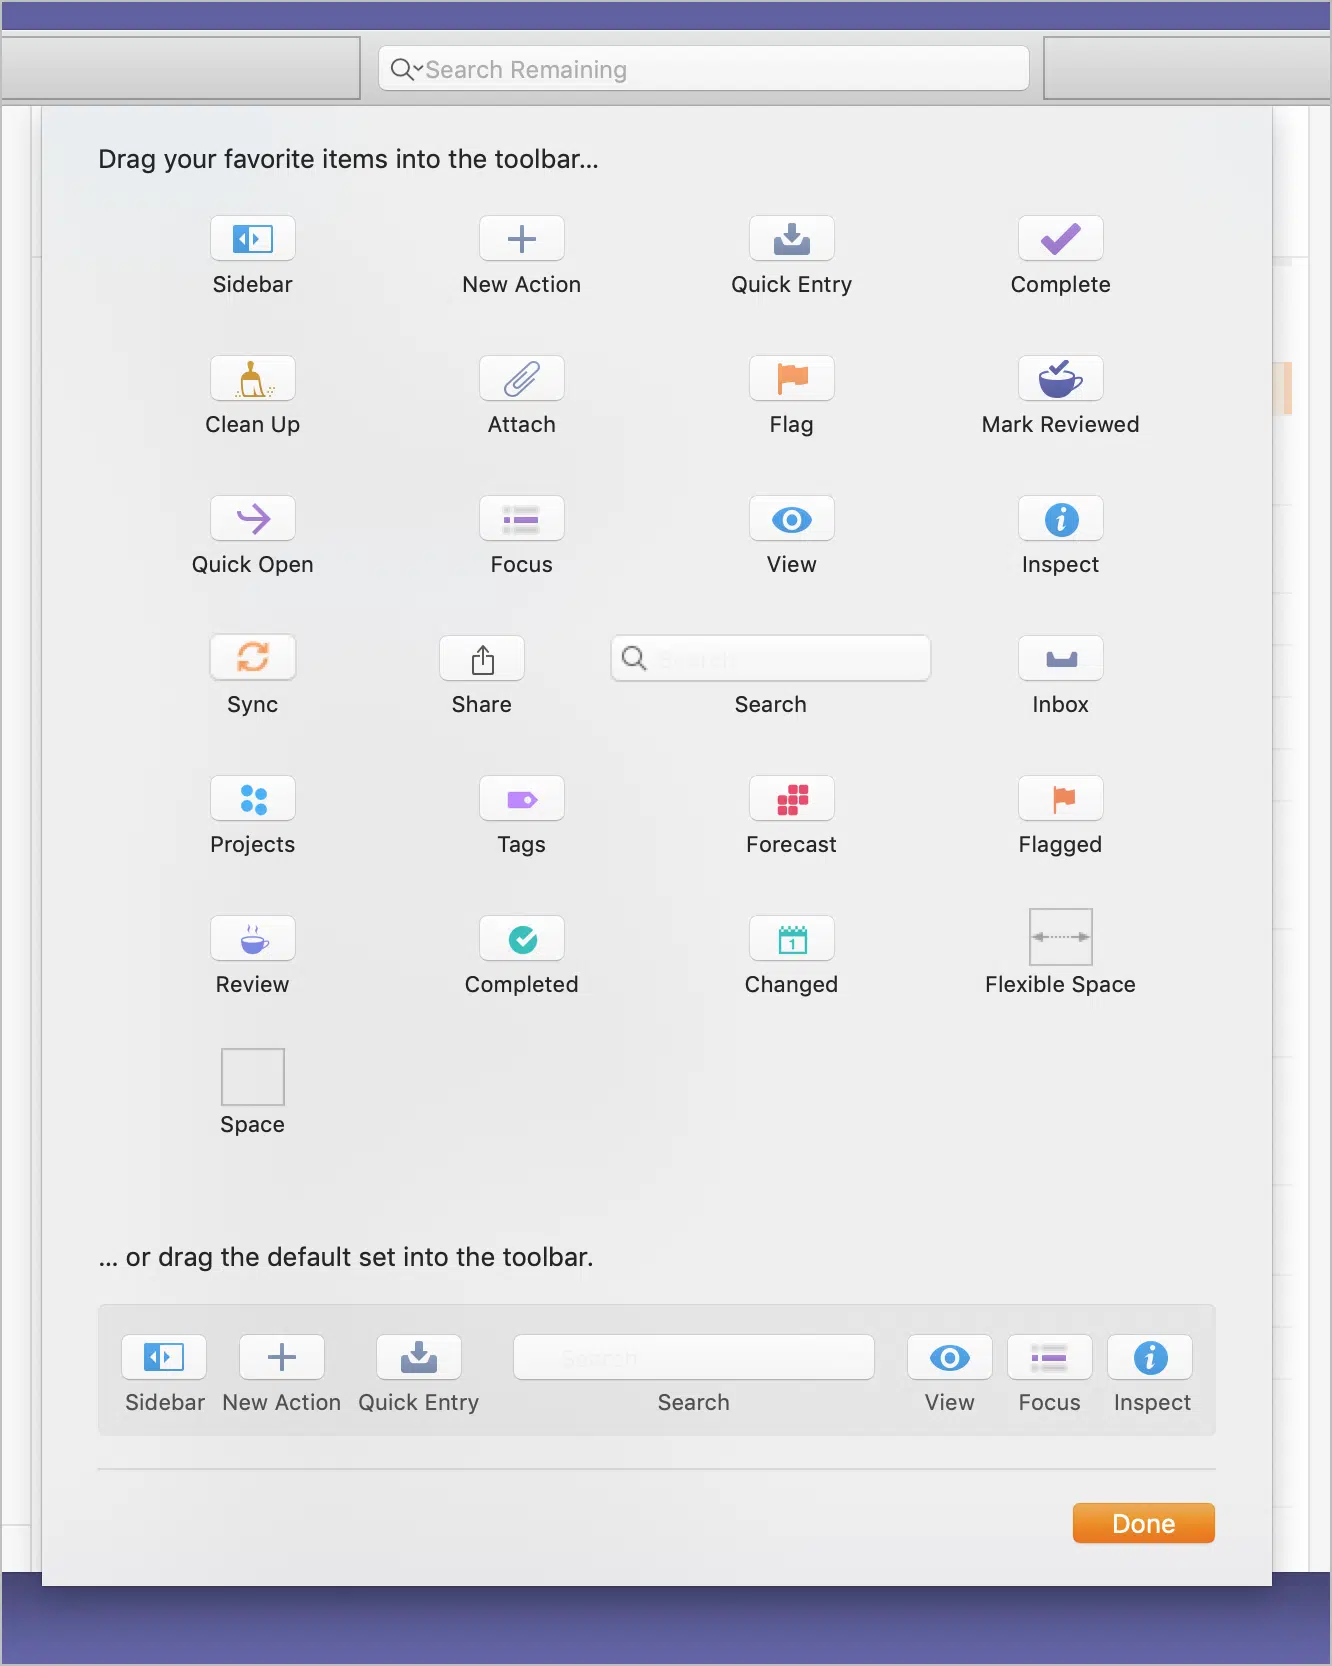 Search Remaining
Drag your favorite items into the toolbar...
Sidebar New Action Quick Entry Complete
Clean Up Attach Flag Mark Reviewed
Quick Open Focus View i Inspect
Search
Sync Share Search Inbox
Projects Tags Forecast Flagged
1
Review Completed Changed Flexible Space
Space
... or drag the default set into the toolbar.
Search i
Sidebar New Action Quick Entry Search View Focus Inspect
Done